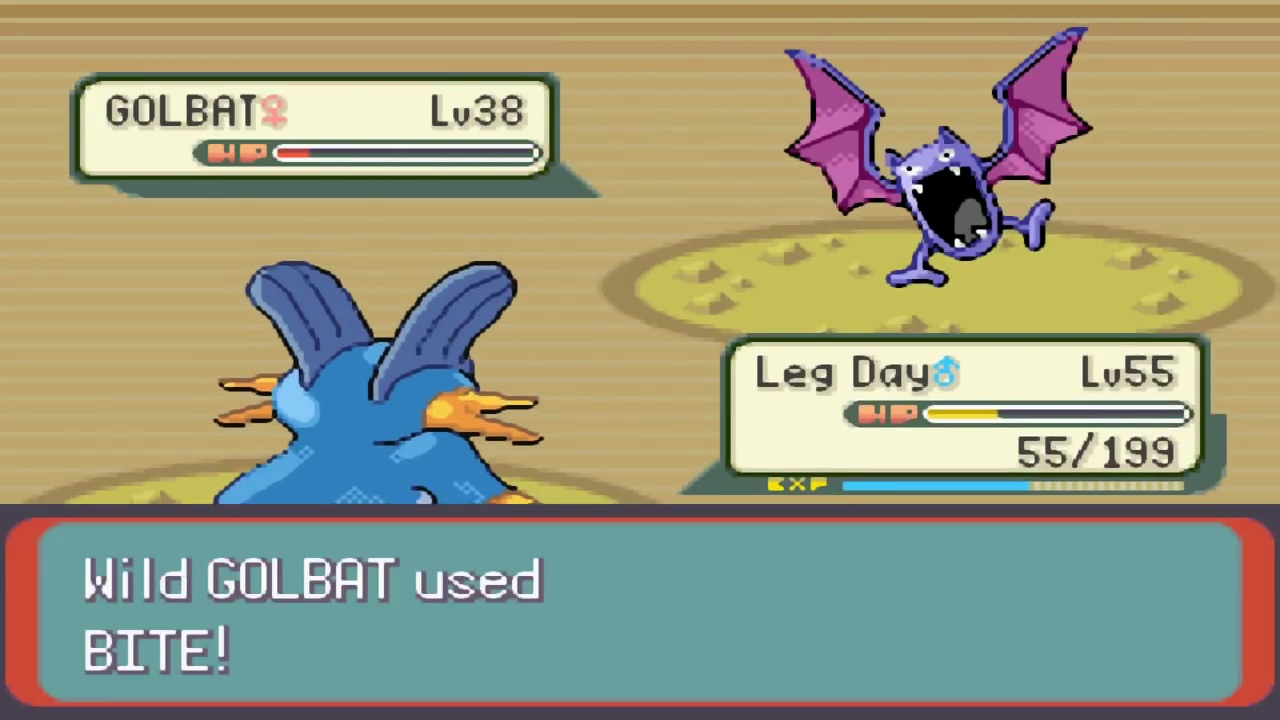 GOLBAT♀ Lv38
HP
Leg Day♂ Lv55
HP
55/199
EXP
Wild GOLBAT used
BITE!